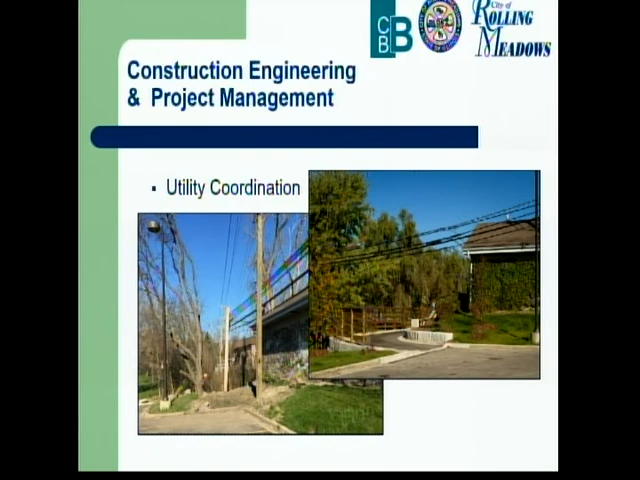 City of
ROLLING
MEADOWS
CBB
Construction Engineering
& Project Management
▪ Utility Coordination